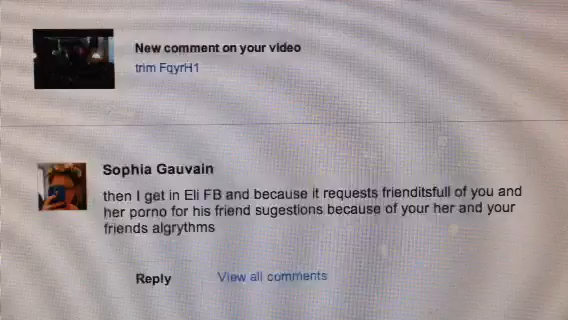 New comment on your video
trim FqyrH1
Sophia Gauvain
then I get in Eli FB and because it requests frienditsfull of you and
her porno for his friend sugestions because of your her and your
friends algrythms
Reply
View all comments